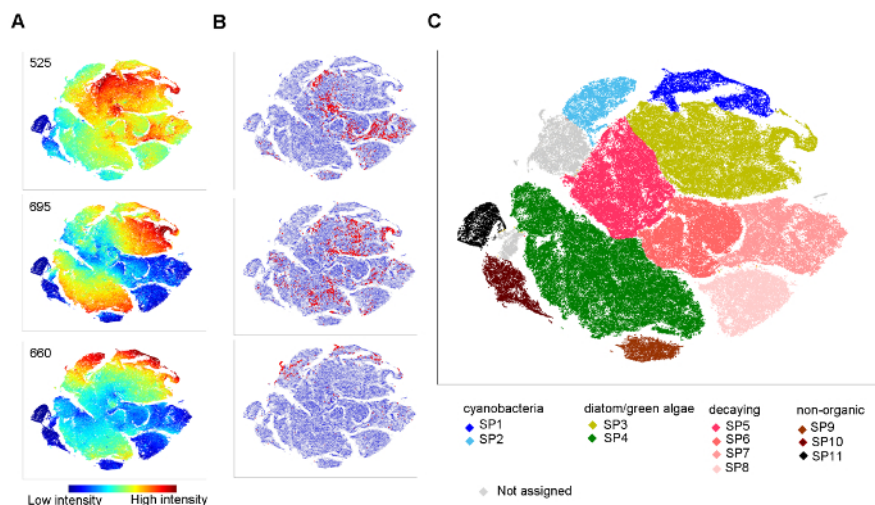 A
B
C
525
695
660
Low intensity
High intensity
cyanobacteria
SP1
SP2
diatom/green algae
SP3
SP4
decaying
SP5
SP6
SP7
SP8
non-organic
SP9
SP10
SP11
Not assigned